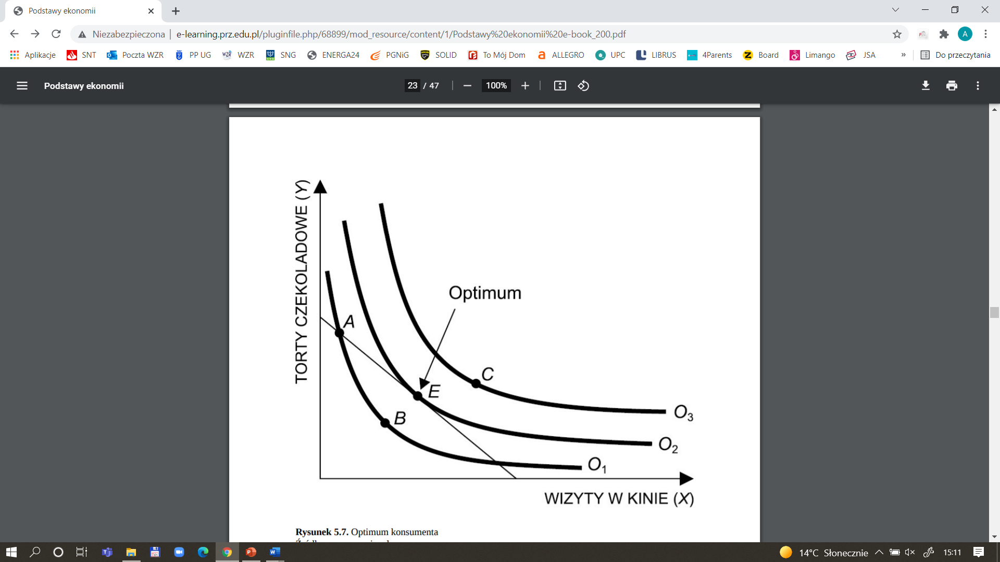 Podstawy ekonomii
Niezabezpieczona
e-learning.prz.edu.pl/pluginfile.php/68899/mod_resource/content/1/Podstawy%20ekonomii%20e-book_200.pdf
A
Aplikacje SNT Poczta WZR PP UG WZR SNG ENERGA24 PGNiG SOLID To Mój Dom ALLEGRO UPC LIBRUS 4Parents Board Limango JSA » Do przeczytania
Podstawy ekonomii
23 / 47
100%
TORTY CZEKOLADOWE (Y)
Optimum
A
C
E
B
O3
O2
O1
WIZYTY W KINIE (X)
Rysunek 5.7. Optimum konsumenta
14°C Słonecznie
15:11